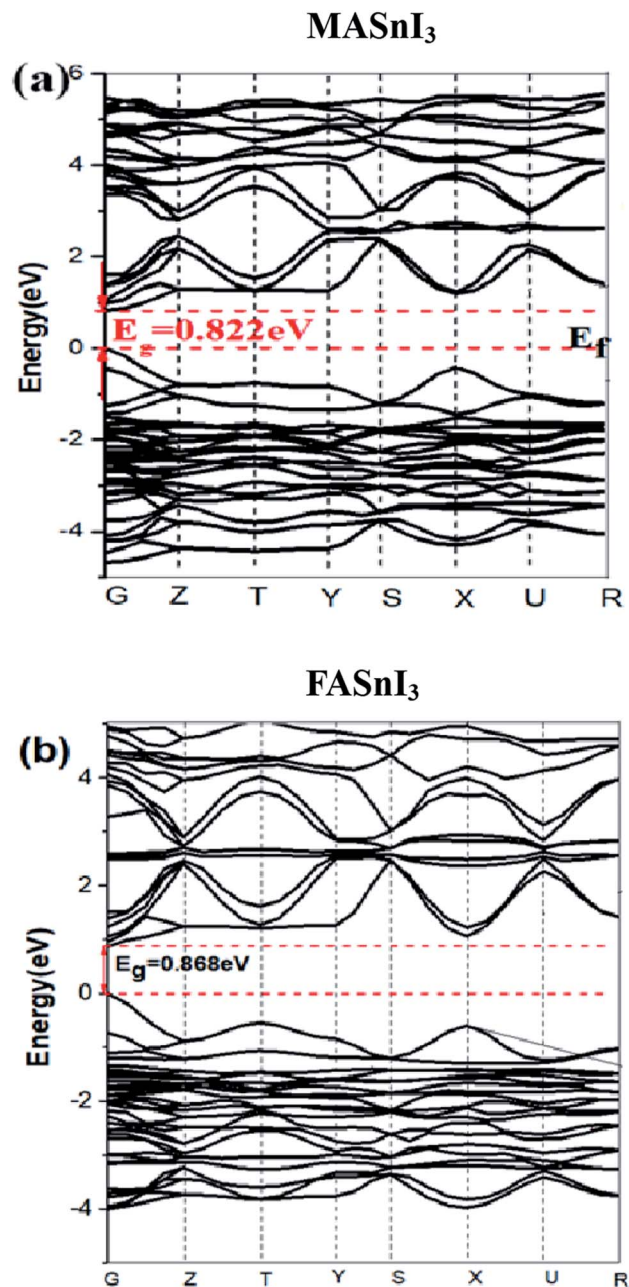 MASnI₃
(a)
6
4
2
0
-2
-4
Energy(eV)
E g=0.822eV
Ef
G Z T Y S X U R
FASnI₃
(b)
4
2
0
-2
-4
Energy(eV)
Eg=0.868eV
G Z T Y S X U R